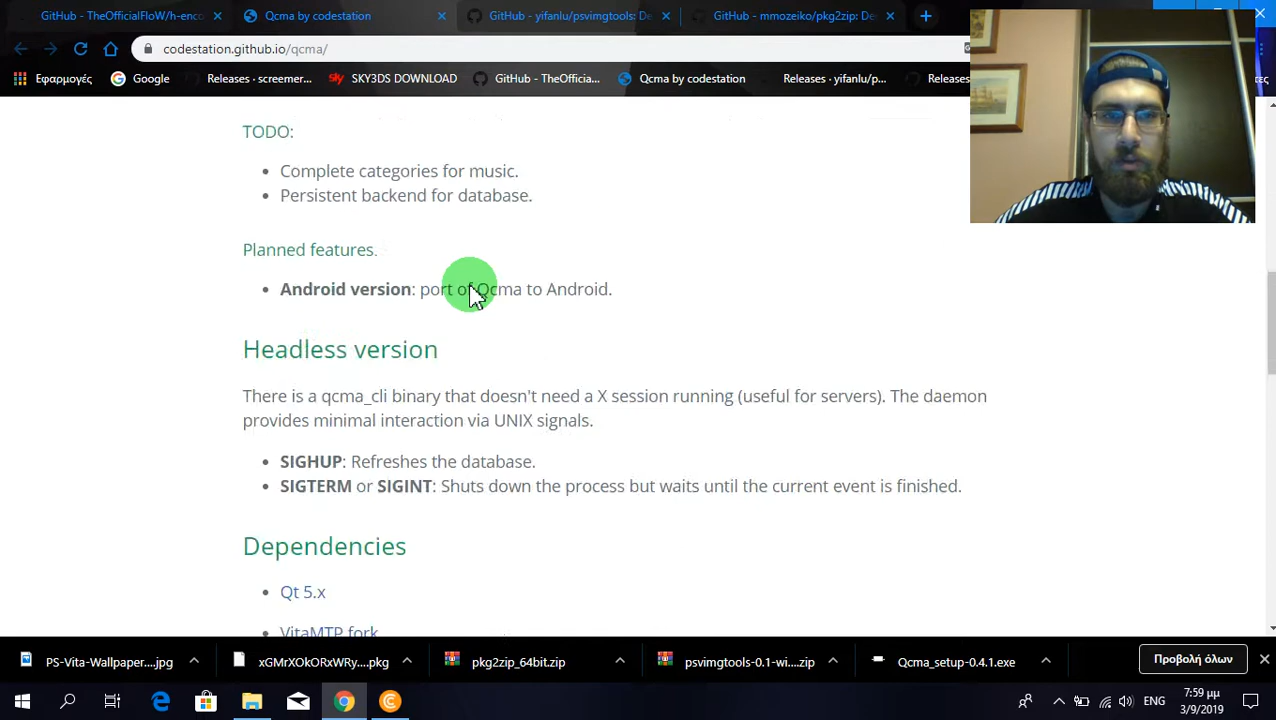 GitHub - TheOfficialFloW/h-enco
Qcma by codestation
GitHub - yifanlu/psvimgtools: De
GitHub - mmozeiko/pkg2zip: De
codestation.github.io/qcma/
Εφαρμογές
Google
Releases · screemer...
SKY3DS DOWNLOAD
GitHub - TheOfficia...
Qcma by codestation
Releases · yifanlu/p...
Releases
ες
TODO:
Complete categories for music.
Persistent backend for database.
Planned features.
Android version: port of Qcma to Android.
Headless version
There is a qcma_cli binary that doesn't need a X session running (useful for servers). The daemon
provides minimal interaction via UNIX signals.
SIGHUP: Refreshes the database.
SIGTERM or SIGINT: Shuts down the process but waits until the current event is finished.
Dependencies
Qt 5.x
VitaMTP fork
PS-Vita-Wallpaper....jpg
xGMrXOkORxWRy....pkg
pkg2zip_64bit.zip
psvimgtools-0.1-wi....zip
Qcma_setup-0.4.1.exe
Προβολή όλων
ΕΝΓ
7:59 μμ
3/9/2019